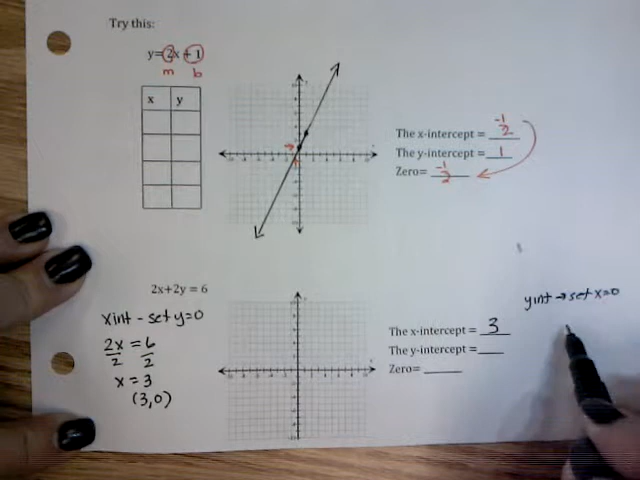 Try this:
y=2x+1
m b
x y
The x-intercept = -1/2
The y-intercept = 1
Zero= -1/2
2x+2y = 6
xint - set y=0
2x = 6
2 2
x = 3
(3,0)
The x-intercept = 3
The y-intercept =
Zero=
yint → set x=0